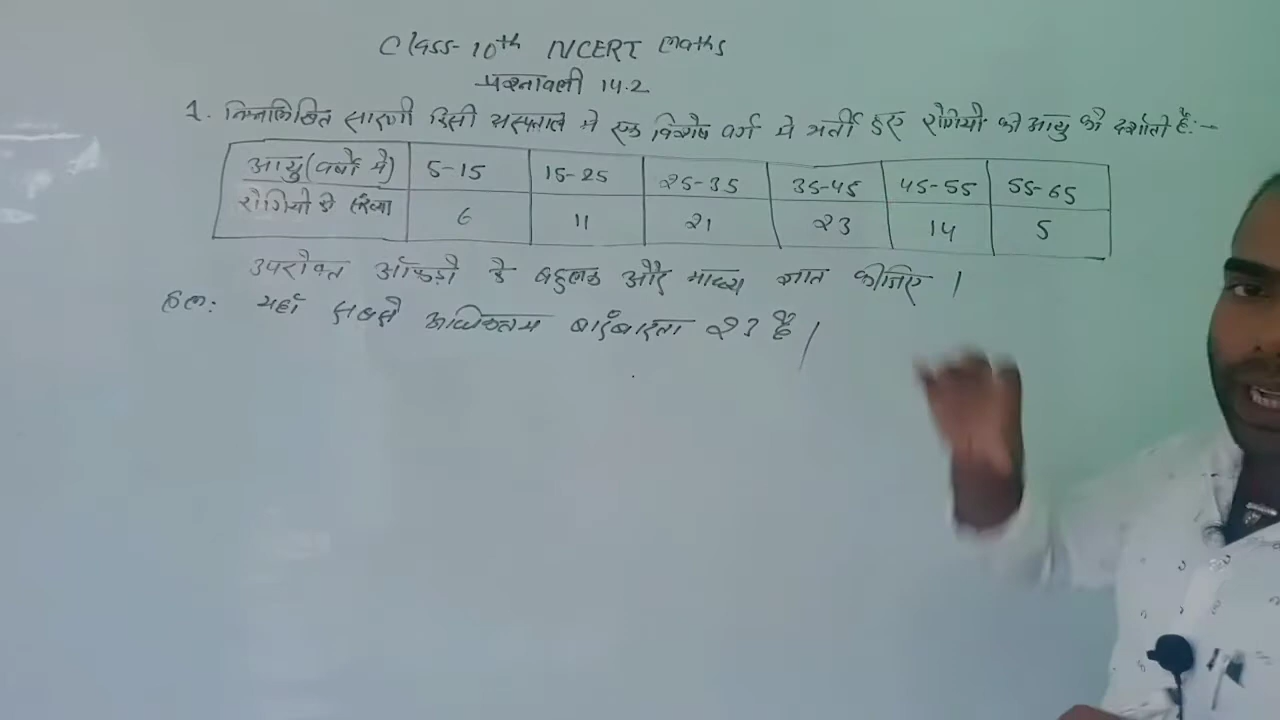 Class-10th NCERT Maths
प्रश्नावली 14.2
1. निम्नलिखित सारणी किसी अस्पताल में एक विशेष वर्ग में भर्ती हुए रोगियों की आयु को दर्शाती है:-
आयु (वर्षों में) 5-15 15-25 25-35 35-45 45-55 55-65
रोगियों की संख्या 6 11 21 23 14 5
उपरोक्त आँकड़ों के बहुलक और माध्य ज्ञात कीजिए ।
हल: यहाँ सबसे अधिकतम बारंबारता 23 है /